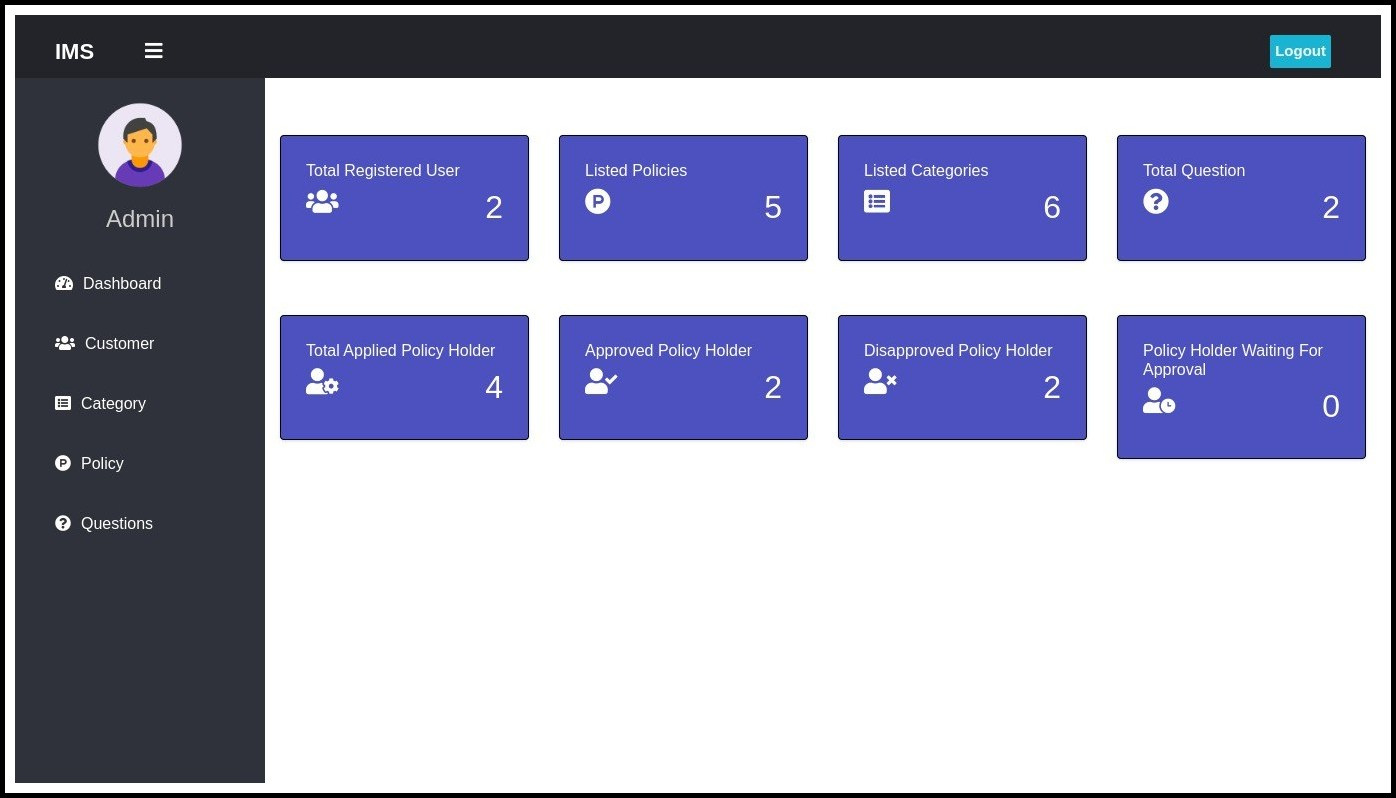 IMS
Logout
Admin
Dashboard
Customer
Category
Policy
Questions
Total Registered User
2
Listed Policies
5
Listed Categories
6
Total Question
2
Total Applied Policy Holder
4
Approved Policy Holder
2
Disapproved Policy Holder
2
Policy Holder Waiting For
Approval
0